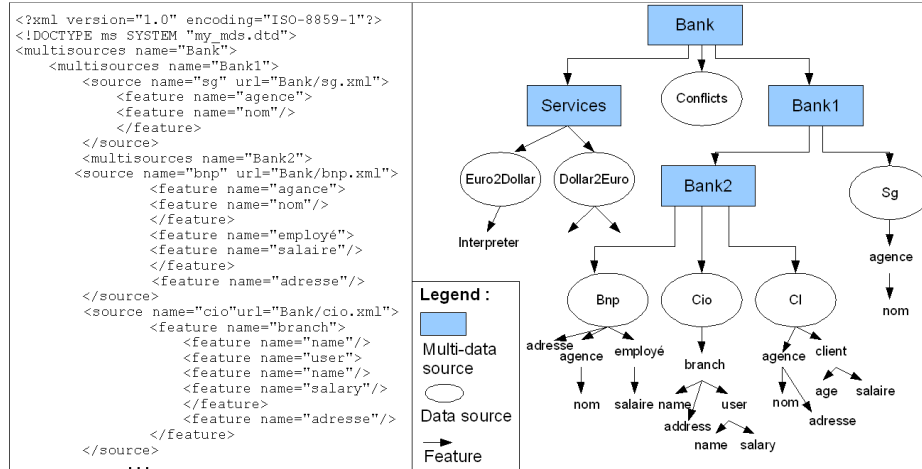 <?xml version="1.0" encoding="ISO-8859-1"?>
<!DOCTYPE ms SYSTEM "my_mds.dtd">
<multisources name="Bank">
<multisources name="Bank1">
<source name="sg" url="Bank/sg.xml">
<feature name="agence">
<feature name="nom"/>
</feature>
</source>
<multisources name="Bank2">
<source name="bnp" url="Bank/bnp.xml">
<feature name="agance">
<feature name="nom"/>
</feature>
<feature name="employé">
<feature name="salaire"/>
</feature>
<feature name="adresse"/>
</source>
<source name="cio"url="Bank/cio.xml">
<feature name="branch">
<feature name="name"/>
<feature name="user">
<feature name="name"/>
<feature name="salary"/>
</feature>
<feature name="adresse"/>
</feature>
</source>
...
Bank
Services
Conflicts
Bank1
Euro2Dollar
Dollar2Euro
Bank2
Sg
Interpreter
agence
nom
Bnp
Cio
Cl
adresse
agence
employé
branch
agence
client
nom
salaire
name
user
age
salaire
nom
address
adresse
name
salary
Legend :
Multi-data
source
Data source
Feature